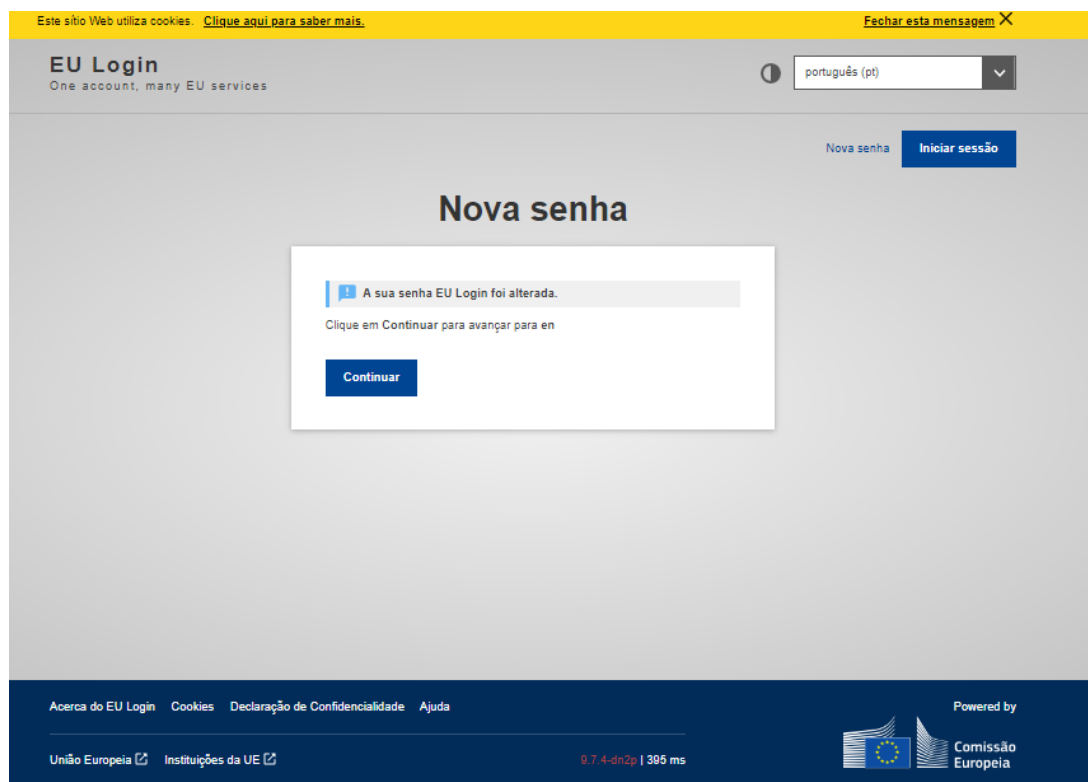 Este sítio Web utiliza cookies. Clique aqui para saber mais. Fechar esta mensagem
EU Login
One account, many EU services
português (pt)
Nova senha Iniciar sessão
Nova senha
A sua senha EU Login foi alterada.
Clique em Continuar para avançar para en
Continuar
Acerca do EU Login Cookies Declaração de Confidencialidade Ajuda
Powered by
União Europeia Instituições da UE
9.7.4-dn2p | 395 ms
Comissão
Europeia